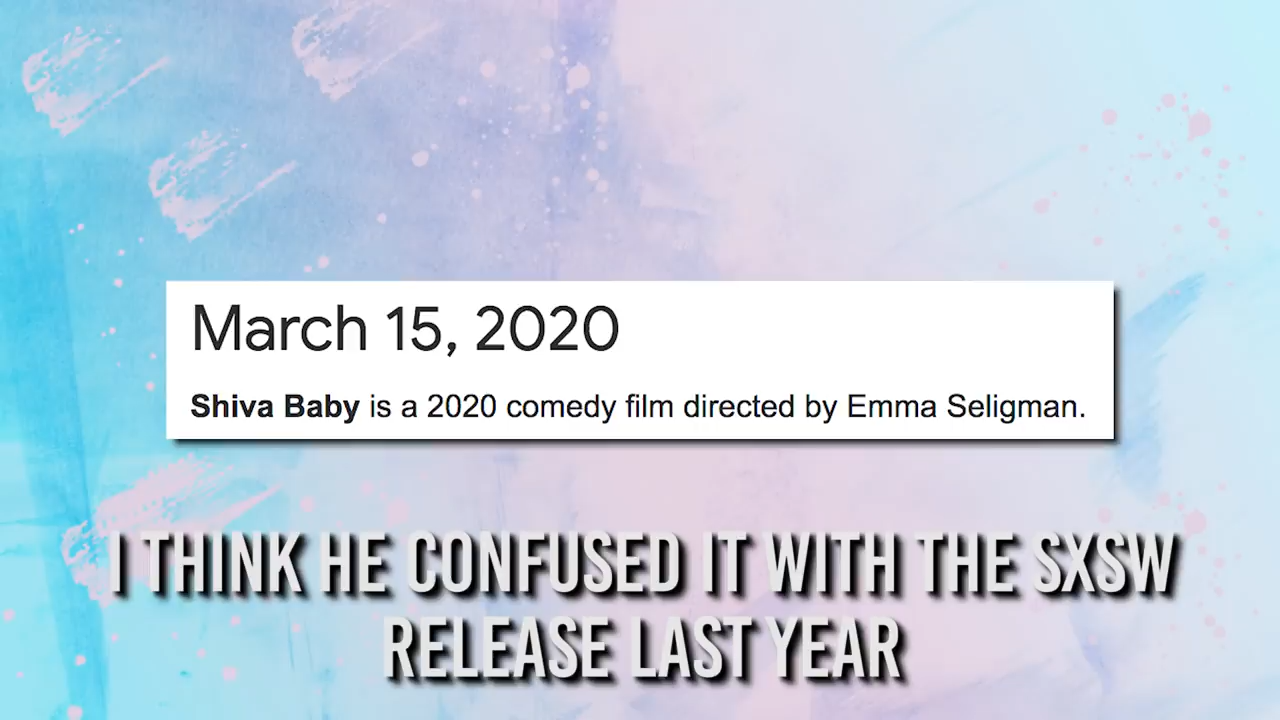 March 15, 2020
Shiva Baby is a 2020 comedy film directed by Emma Seligman.
I THINK HE CONFUSED IT WITH THE SXSW
RELEASE LAST YEAR